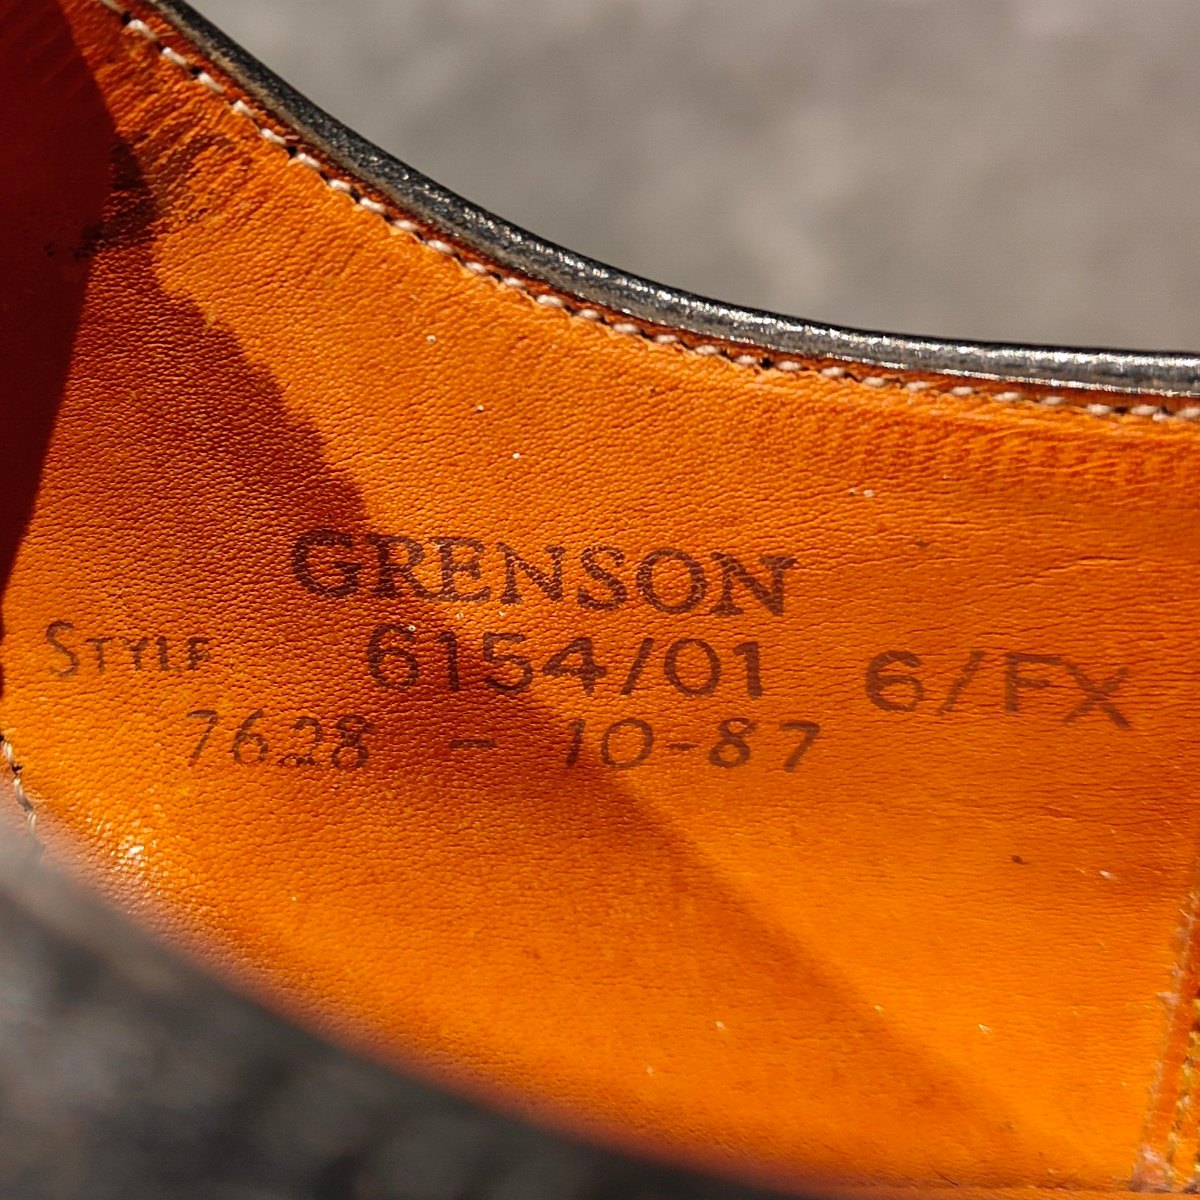 GRENSON
STYLE 6154/01 6/FX
7628 - 10-87